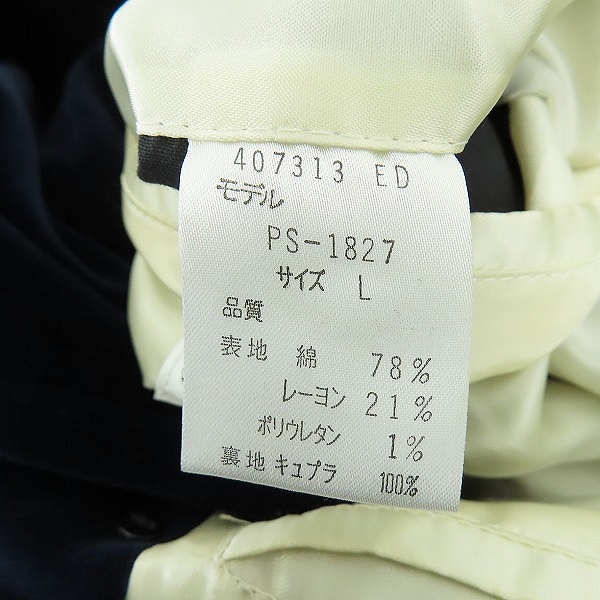 407313 ED
モデル
PS-1827
サイズ L
品質
表地 綿 78%
レーヨン 21%
ポリウレタン 1%
裏地 キュプラ 100%